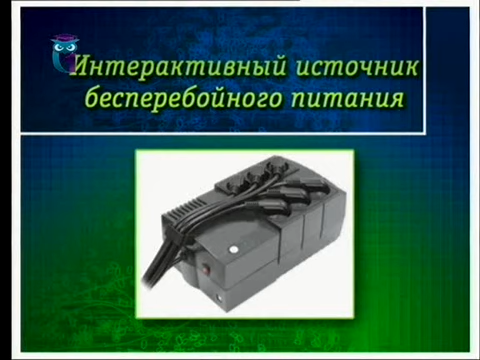 Интерактивный источник
бесперебойного питания